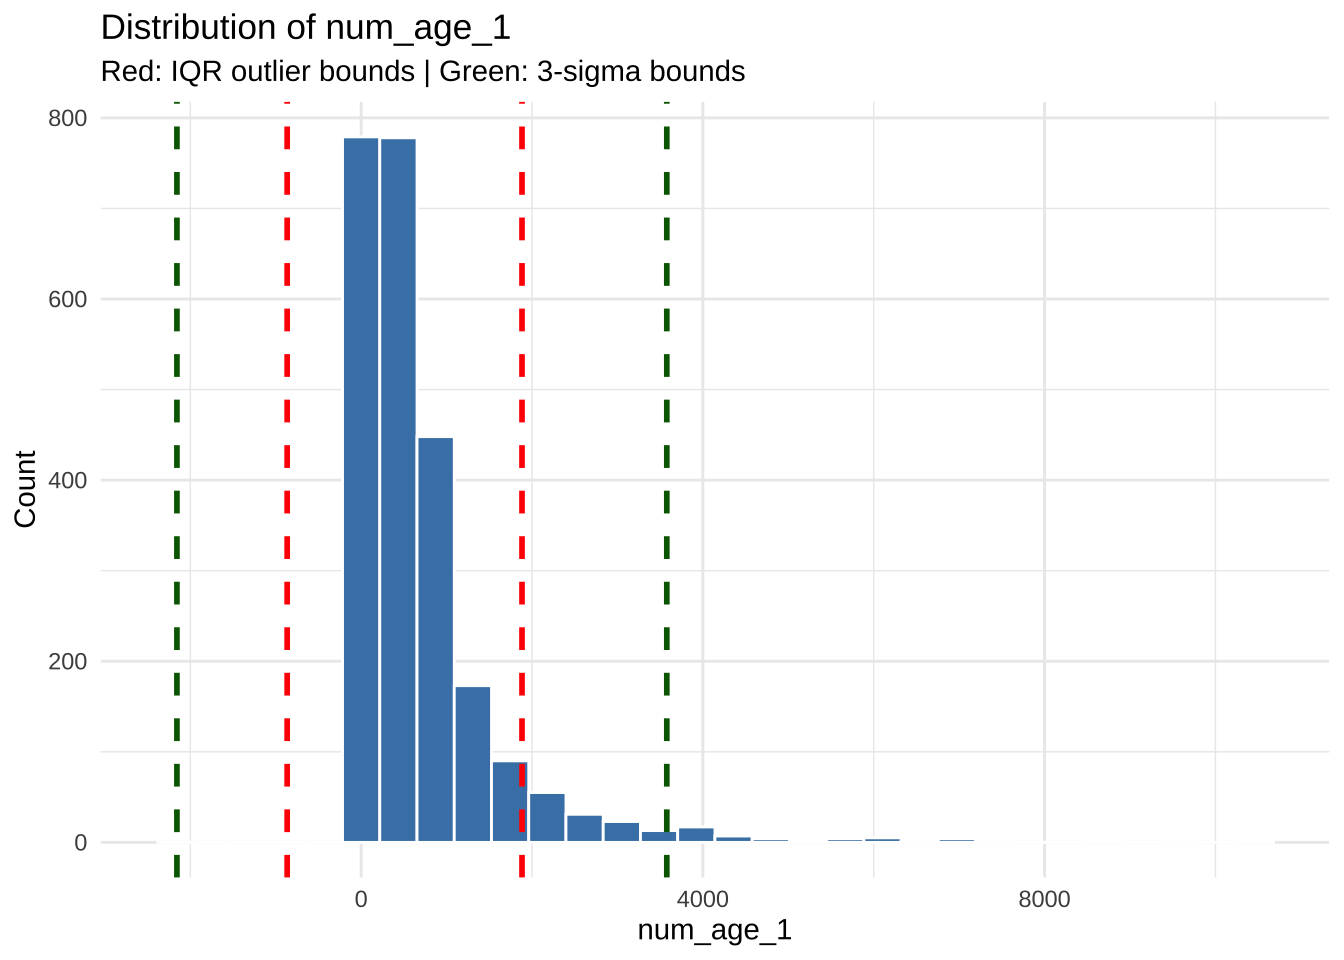 Distribution of num_age_1
Red: IQR outlier bounds | Green: 3-sigma bounds
800
600
400
200
0
Count
0
4000
8000
num_age_1